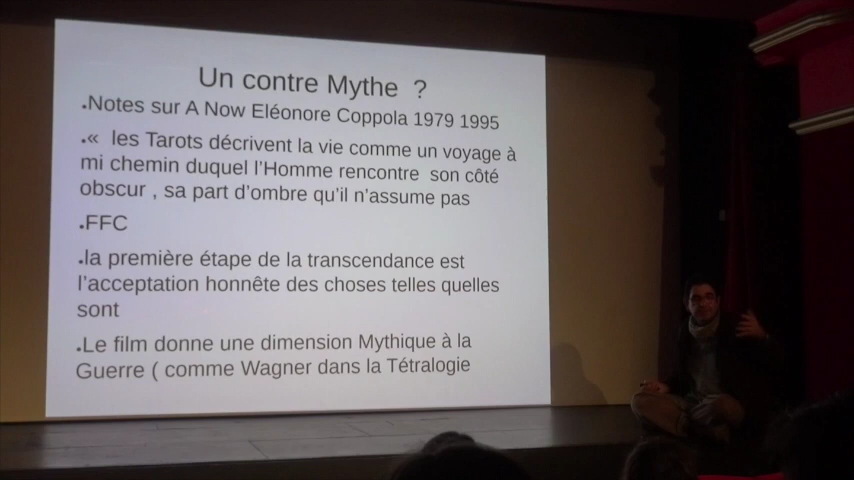 Un contre Mythe ?
.Notes sur A Now Eléonore Coppola 1979 1995
.« les Tarots décrivent la vie comme un voyage à
mi chemin duquel l'Homme rencontre son côté
obscur , sa part d'ombre qu'il n'assume pas
.FFC
.la première étape de la transcendance est
l'acceptation honnête des choses telles quelles
sont
.Le film donne une dimension Mythique à la
Guerre ( comme Wagner dans la Tétralogie